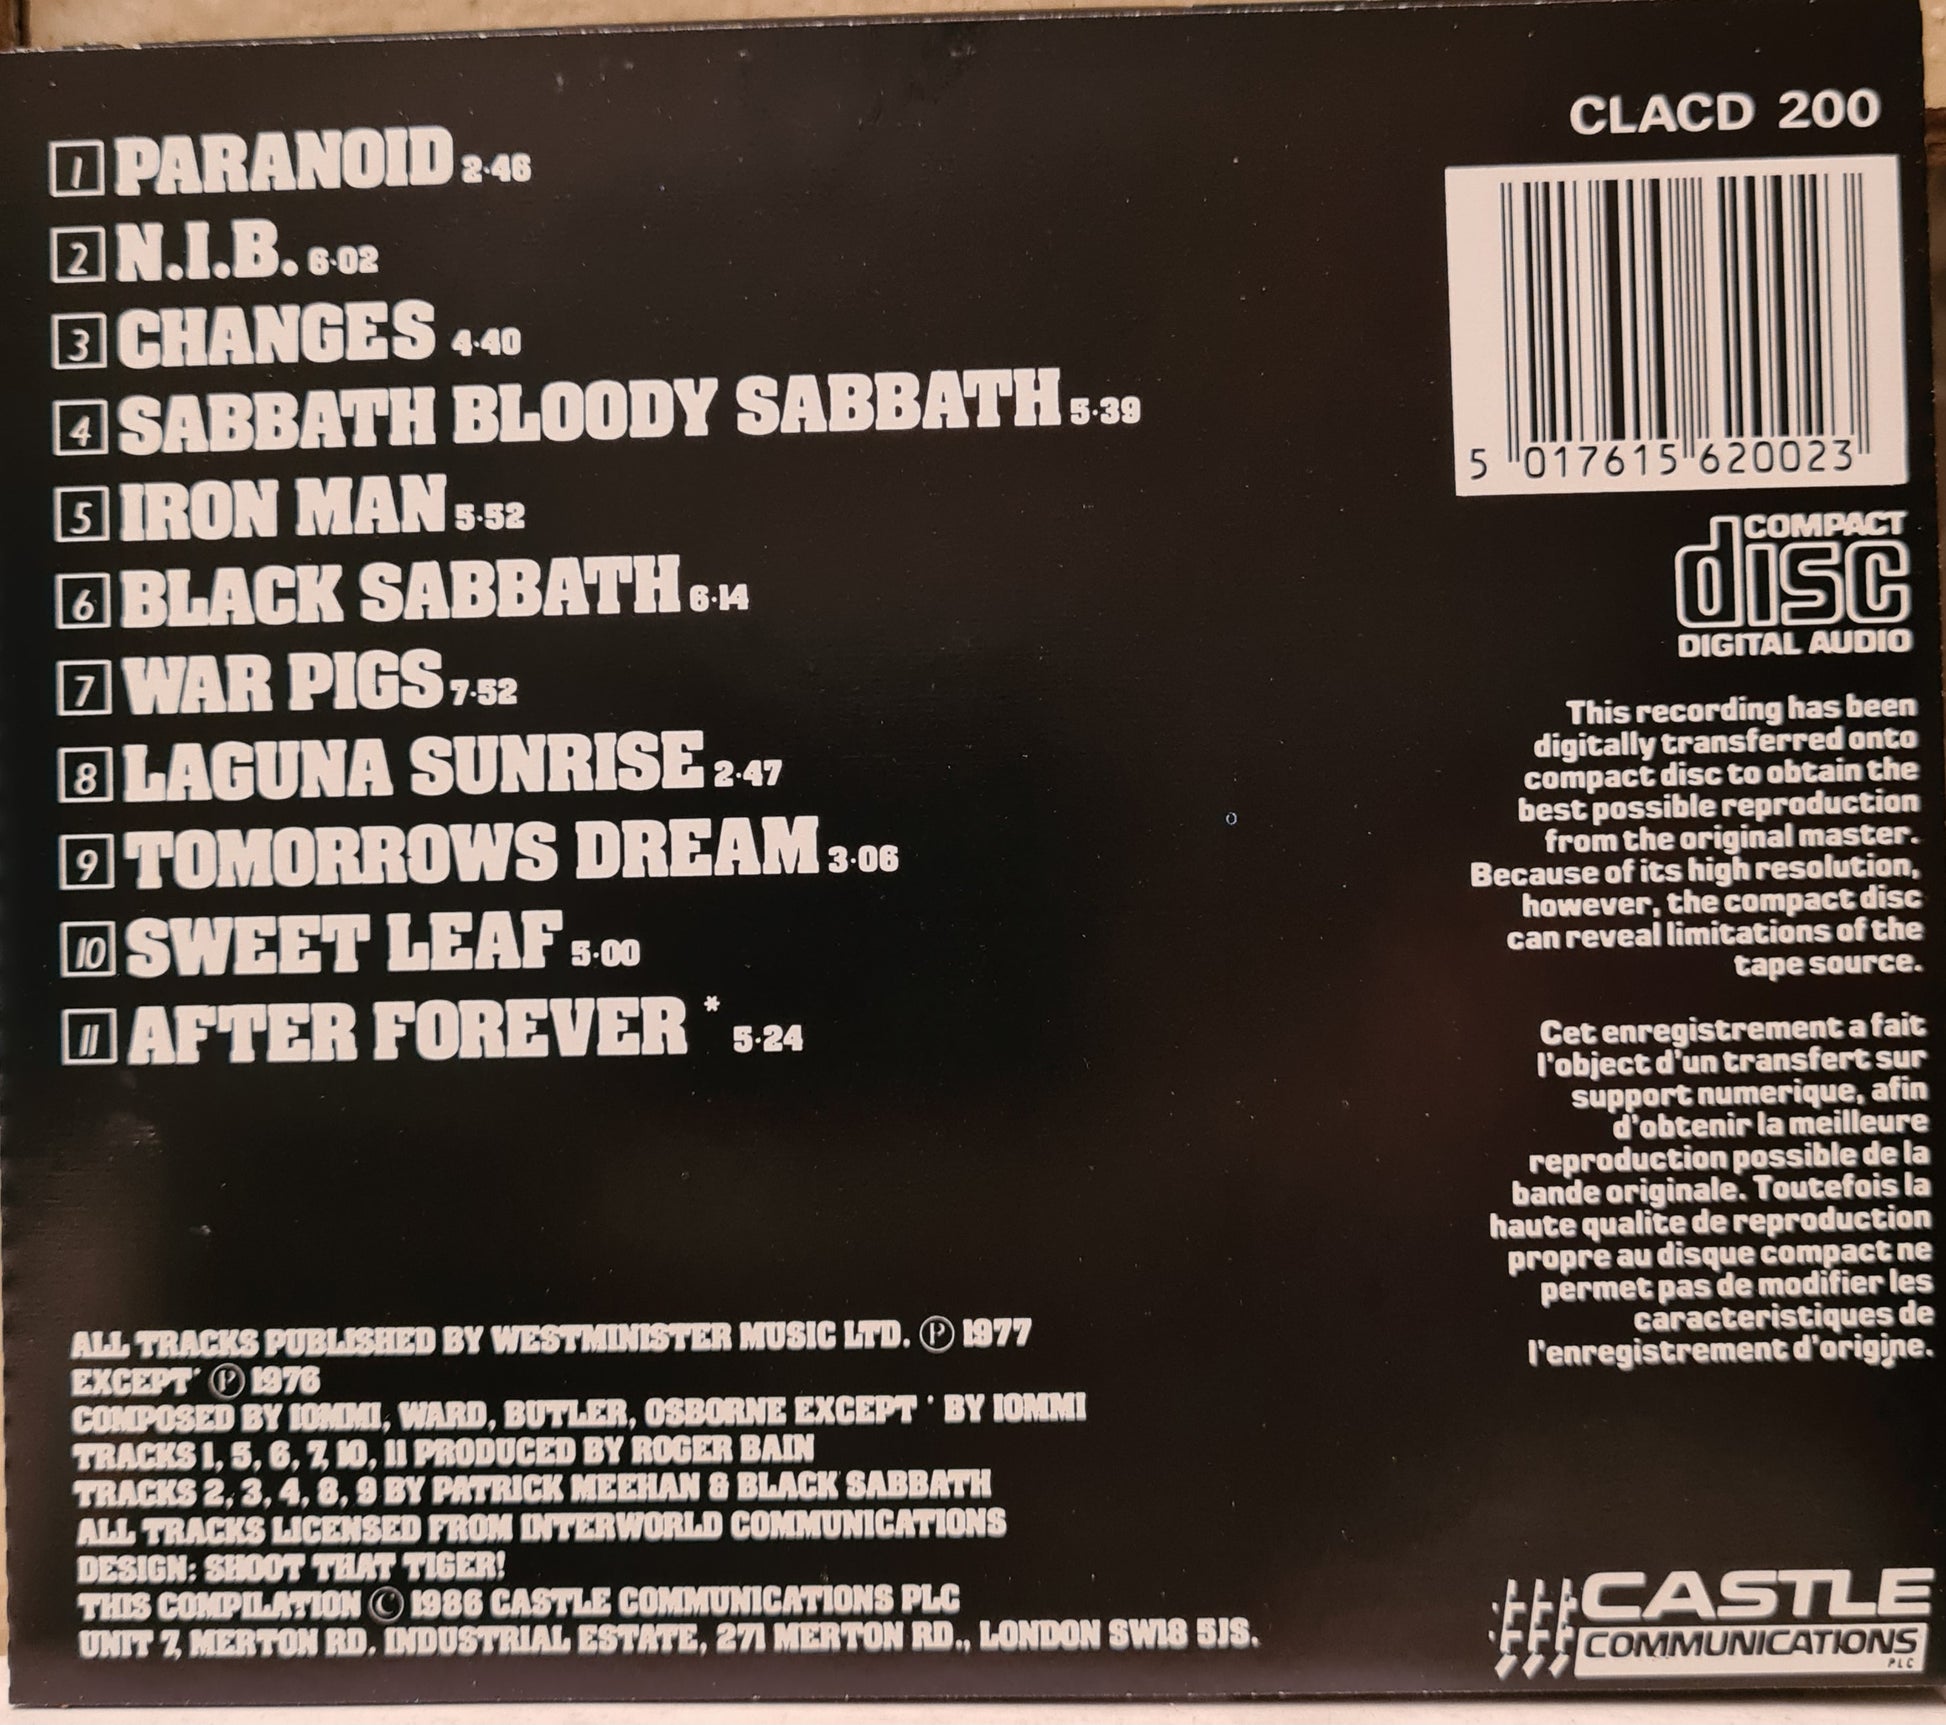 1 PARANOID 2·46
2 N.I.B. 6·02
3 CHANGES 4·40
4 SABBATH BLOODY SABBATH 5·39
5 IRON MAN 5·52
6 BLACK SABBATH 6·14
7 WAR PIGS 7·52
8 LAGUNA SUNRISE 2·47
9 TOMORROWS DREAM 3·06
10 SWEET LEAF 5·00
11 AFTER FOREVER * 5·24
ALL TRACKS PUBLISHED BY WESTMINISTER MUSIC LTD. ℗ 1977
EXCEPT* ℗ 1976
COMPOSED BY IOMMI, WARD, BUTLER, OSBORNE EXCEPT * BY IOMMI
TRACKS 1, 5, 6, 7, 10, 11 PRODUCED BY ROGER BAIN
TRACKS 2, 3, 4, 8, 9 BY PATRICK MEEHAN & BLACK SABBATH
ALL TRACKS LICENSED FROM INTERWORLD COMMUNICATIONS
DESIGN: SHOOT THAT TIGER!
THIS COMPILATION © 1986 CASTLE COMMUNICATIONS PLC
UNIT 7, MERTON RD. INDUSTRIAL ESTATE, 271 MERTON RD., LONDON SW18 5JS.
CLACD 200
5 017615 620023
COMPACT
disc
DIGITAL AUDIO
This recording has been
digitally transferred onto
compact disc to obtain the
best possible reproduction
from the original master.
Because of its high resolution,
however, the compact disc
can reveal limitations of the
tape source.
Cet enregistrement a fait
l'object d'un transfert sur
support numerique, afin
d'obtenir la meilleure
reproduction possible de la
bande originale. Toutefois la
haute qualite de reproduction
propre au disque compact ne
permet pas de modifier les
caracteristiques de
l'enregistrement d'origine.
CASTLE
COMMUNICATIONS
PLC